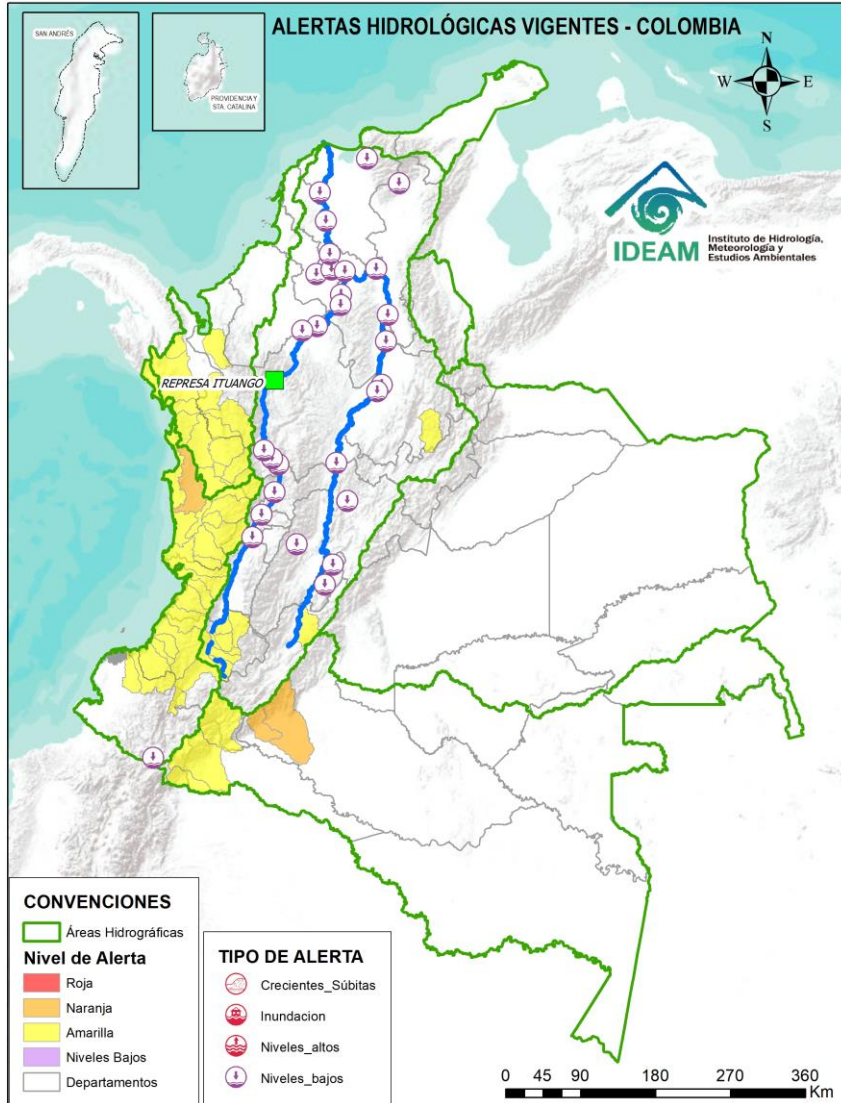 ALERTAS HIDROLÓGICAS VIGENTES - COLOMBIA
SAN ANDRÉS
PROVIDENCIA Y
STA. CATALINA
N
W
E
S
IDEAM
Instituto de Hidrología,
Meteorología y
Estudios Ambientales
REPRESA ITUANGO
CONVENCIONES
Áreas Hidrográficas
Nivel de Alerta
Roja
Naranja
Amarilla
Niveles Bajos
Departamentos
TIPO DE ALERTA
Crecientes_Súbitas
Inundacion
Niveles_altos
Niveles_bajos
0 45 90 180 270 360
Km